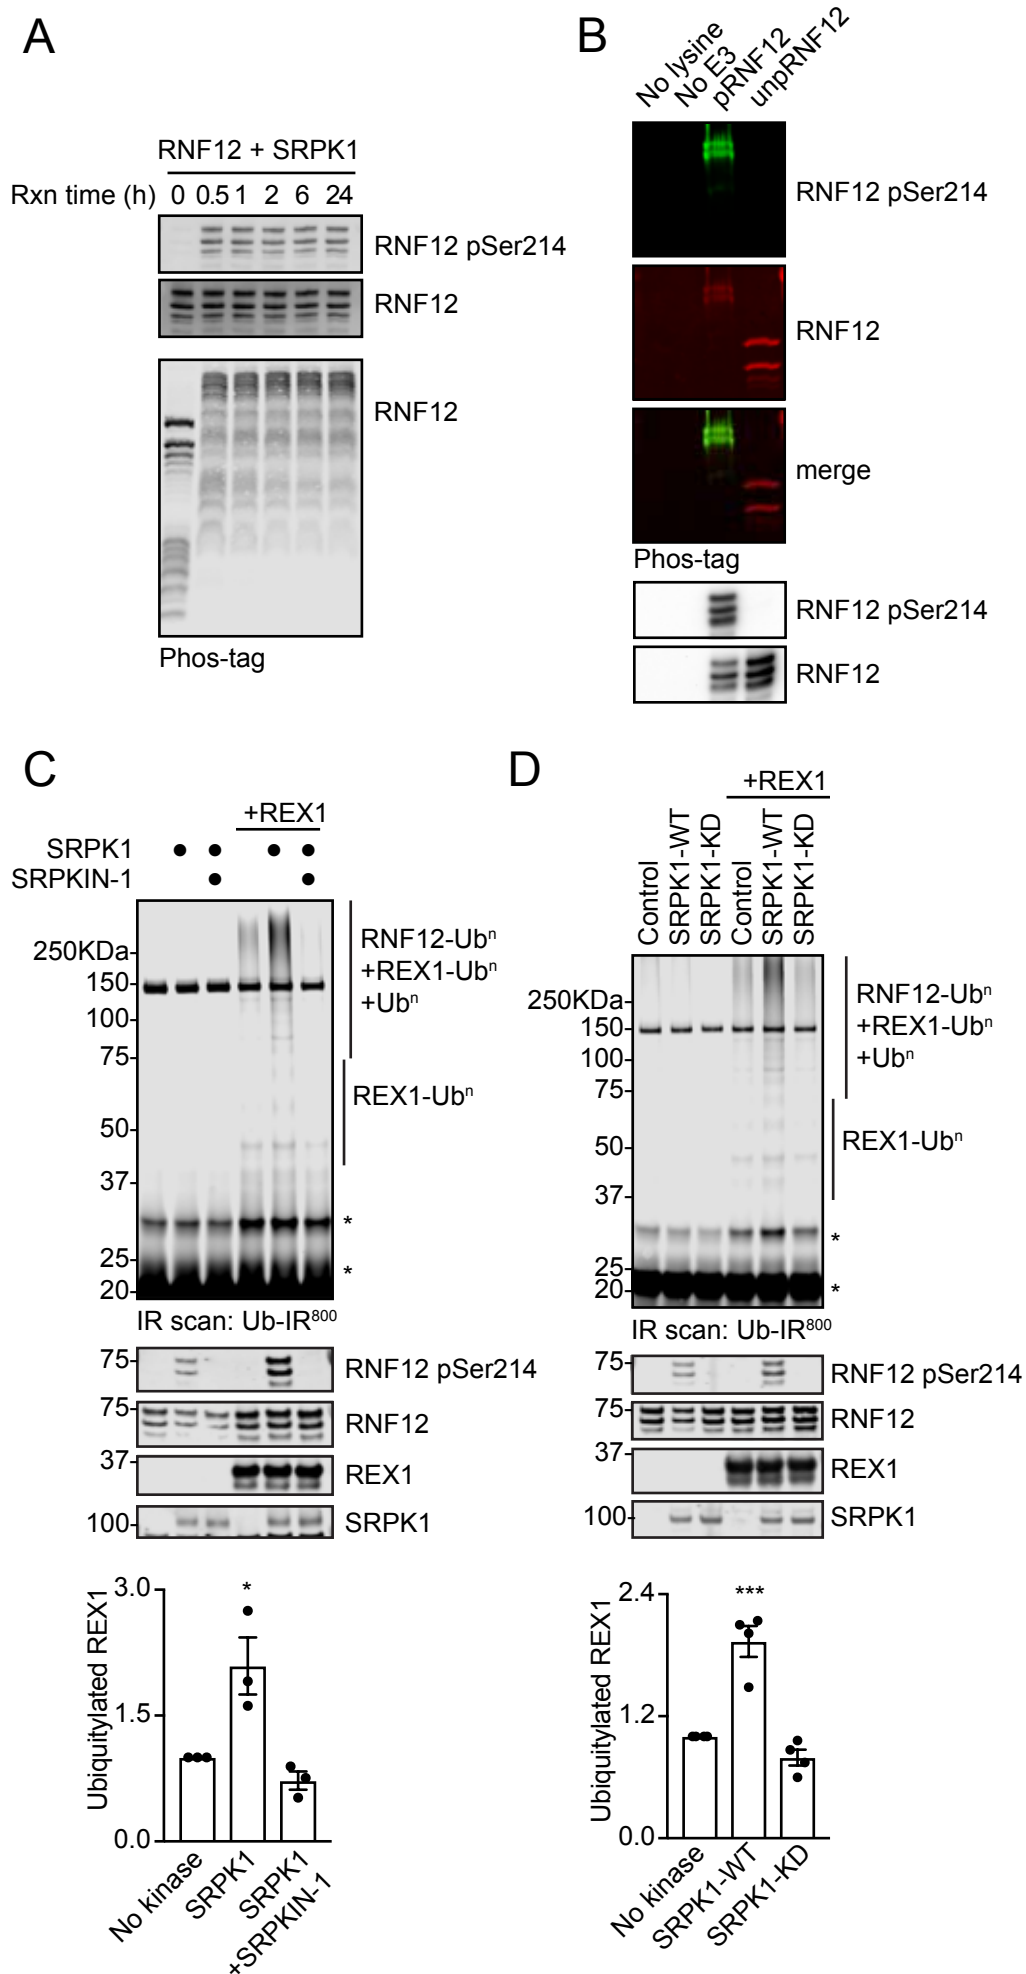 A
RNF12 + SRPK1
Rxn time (h) 0 0.5 1 2 6 24
RNF12 pSer214
RNF12
RNF12
Phos-tag
B
No lysine
No E3
pRNF12
unpRNF12
RNF12 pSer214
RNF12
merge
Phos-tag
RNF12 pSer214
RNF12
C
+REX1
SRPK1
SRPKIN-1
250KDa
150
100
75
50
37
25
20
RNF12-Ubⁿ
+REX1-Ubⁿ
+Ubⁿ
REX1-Ubⁿ
*
*
IR scan: Ub-IR⁸⁰⁰
75 RNF12 pSer214
75 RNF12
37 REX1
100 SRPK1
Ubiquitylated REX1
3.0
1.5
0.0
*
No kinase
SRPK1
SRPK1
+SRPKIN-1
D
+REX1
Control
SRPK1-WT
SRPK1-KD
Control
SRPK1-WT
SRPK1-KD
250KDa
150
100
75
50
37
25
20
RNF12-Ubⁿ
+REX1-Ubⁿ
+Ubⁿ
REX1-Ubⁿ
*
*
IR scan: Ub-IR⁸⁰⁰
75 RNF12 pSer214
75 RNF12
37 REX1
100 SRPK1
Ubiquitylated REX1
2.4
1.2
0.0
***
No kinase
SRPK1-WT
SRPK1-KD